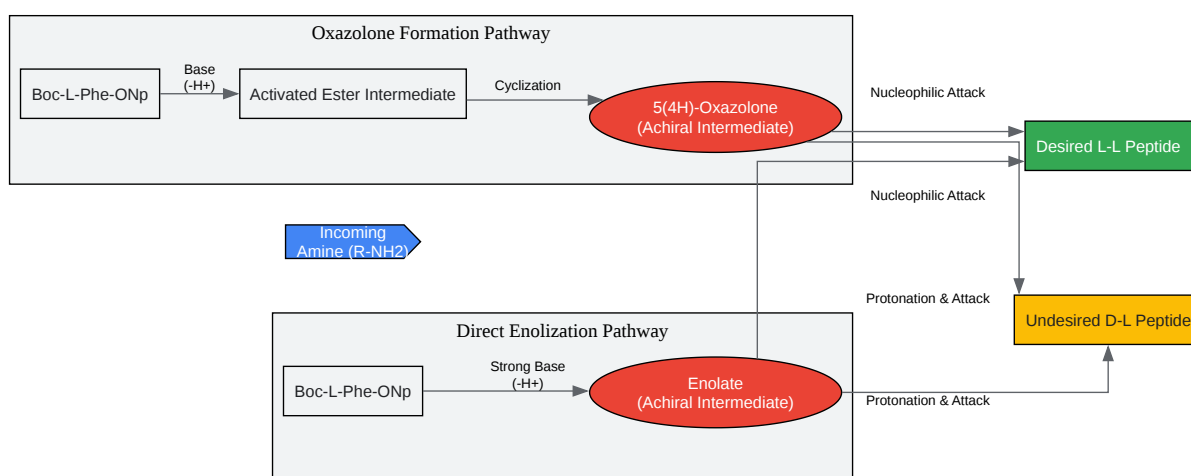 Oxazolone Formation Pathway
Boc-L-Phe-ONp
Base
(-H+)
Activated Ester Intermediate
Cyclization
5(4H)-Oxazolone
(Achiral Intermediate)
Nucleophilic Attack
Desired L-L Peptide
Nucleophilic Attack
Incoming
Amine (R-NH2)
Protonation & Attack
Undesired D-L Peptide
Direct Enolization Pathway
Boc-L-Phe-ONp
Strong Base
(-H+)
Enolate
(Achiral Intermediate)
Protonation & Attack